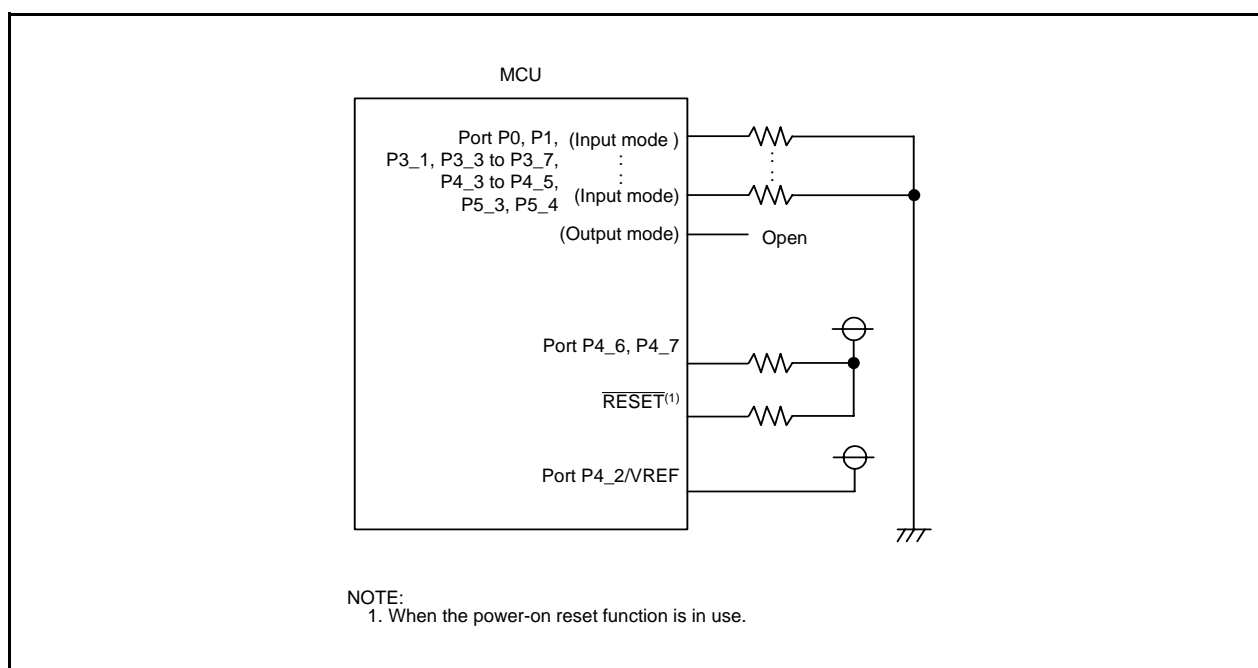 MCU
Port P0, P1, (Input mode )
P3_1, P3_3 to P3_7,
P4_3 to P4_5,
P5_3, P5_4 (Input mode)
(Output mode) Open
Port P4_6, P4_7
RESET(1)
Port P4_2/VREF
NOTE:
1. When the power-on reset function is in use.